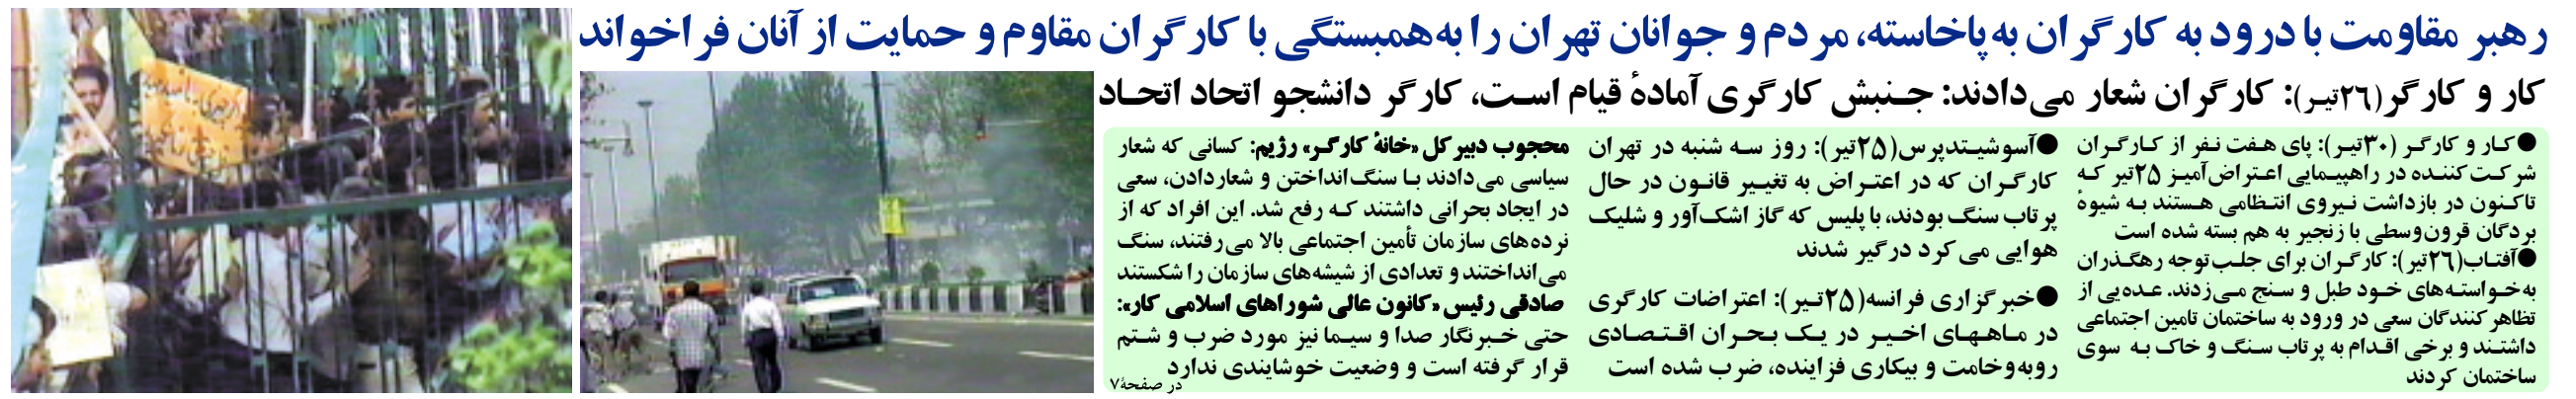 رهبر مقاومت با درود به کارگران به‌پاخاسته، مردم و جوانان تهران را به‌همبستگی با کارگران مقاوم و حمایت از آنان فراخواند
کار و کارگر(۲۶تیر): کارگران شعار می‌دادند: جنبش کارگری آمادهٔ قیام است، کارگر دانشجو اتحاد اتحاد
●کار و کارگر (۳۰تیر): پای هفت نفر از کارگران
شرکت‌کننده در راهپیمایی اعتراض‌آمیز ۲۵تیر که
تاکنون در بازداشت نیروی انتظامی هستند به شیوهٔ
بردگان قرون‌وسطی با زنجیر به هم بسته شده است
●آفتاب(۲۶تیر): کارگران برای جلب‌توجه رهگذران
به‌خواسته‌های خود طبل و سنج می‌زدند. عده‌یی از
تظاهرکنندگان سعی در ورود به ساختمان تامین اجتماعی
داشتند و برخی اقدام به پرتاب سنگ و خاک به سوی
ساختمان کردند
●آسوشیتدپرس(۲۵تیر): روز سه شنبه در تهران
کارگران که در اعتراض به تغییر قانون در حال
پرتاب سنگ بودند، با پلیس که گاز اشک‌آور و شلیک
هوایی می کرد درگیر شدند
●خبرگزاری فرانسه(۲۵تیر): اعتراضات کارگری
در ماههای اخیر در یک بحران اقتصادی
روبه‌وخامت و بیکاری فزاینده، ضرب شده است
محجوب دبیرکل «خانهٔ کارگر» رژیم: کسانی که شعار
سیاسی می‌دادند با سنگ‌انداختن و شعاردادن، سعی
در ایجاد بحرانی داشتند که رفع شد. این افراد که از
نرده‌های سازمان تأمین اجتماعی بالا می‌رفتند، سنگ
می‌انداختند و تعدادی از شیشه‌های سازمان را شکستند
صادقی رئیس «کانون عالی شوراهای اسلامی کار»:
حتی خبرنگار صدا و سیما نیز مورد ضرب و شتم
قرار گرفته است و وضعیت خوشایندی ندارد
در صفحهٔ۷